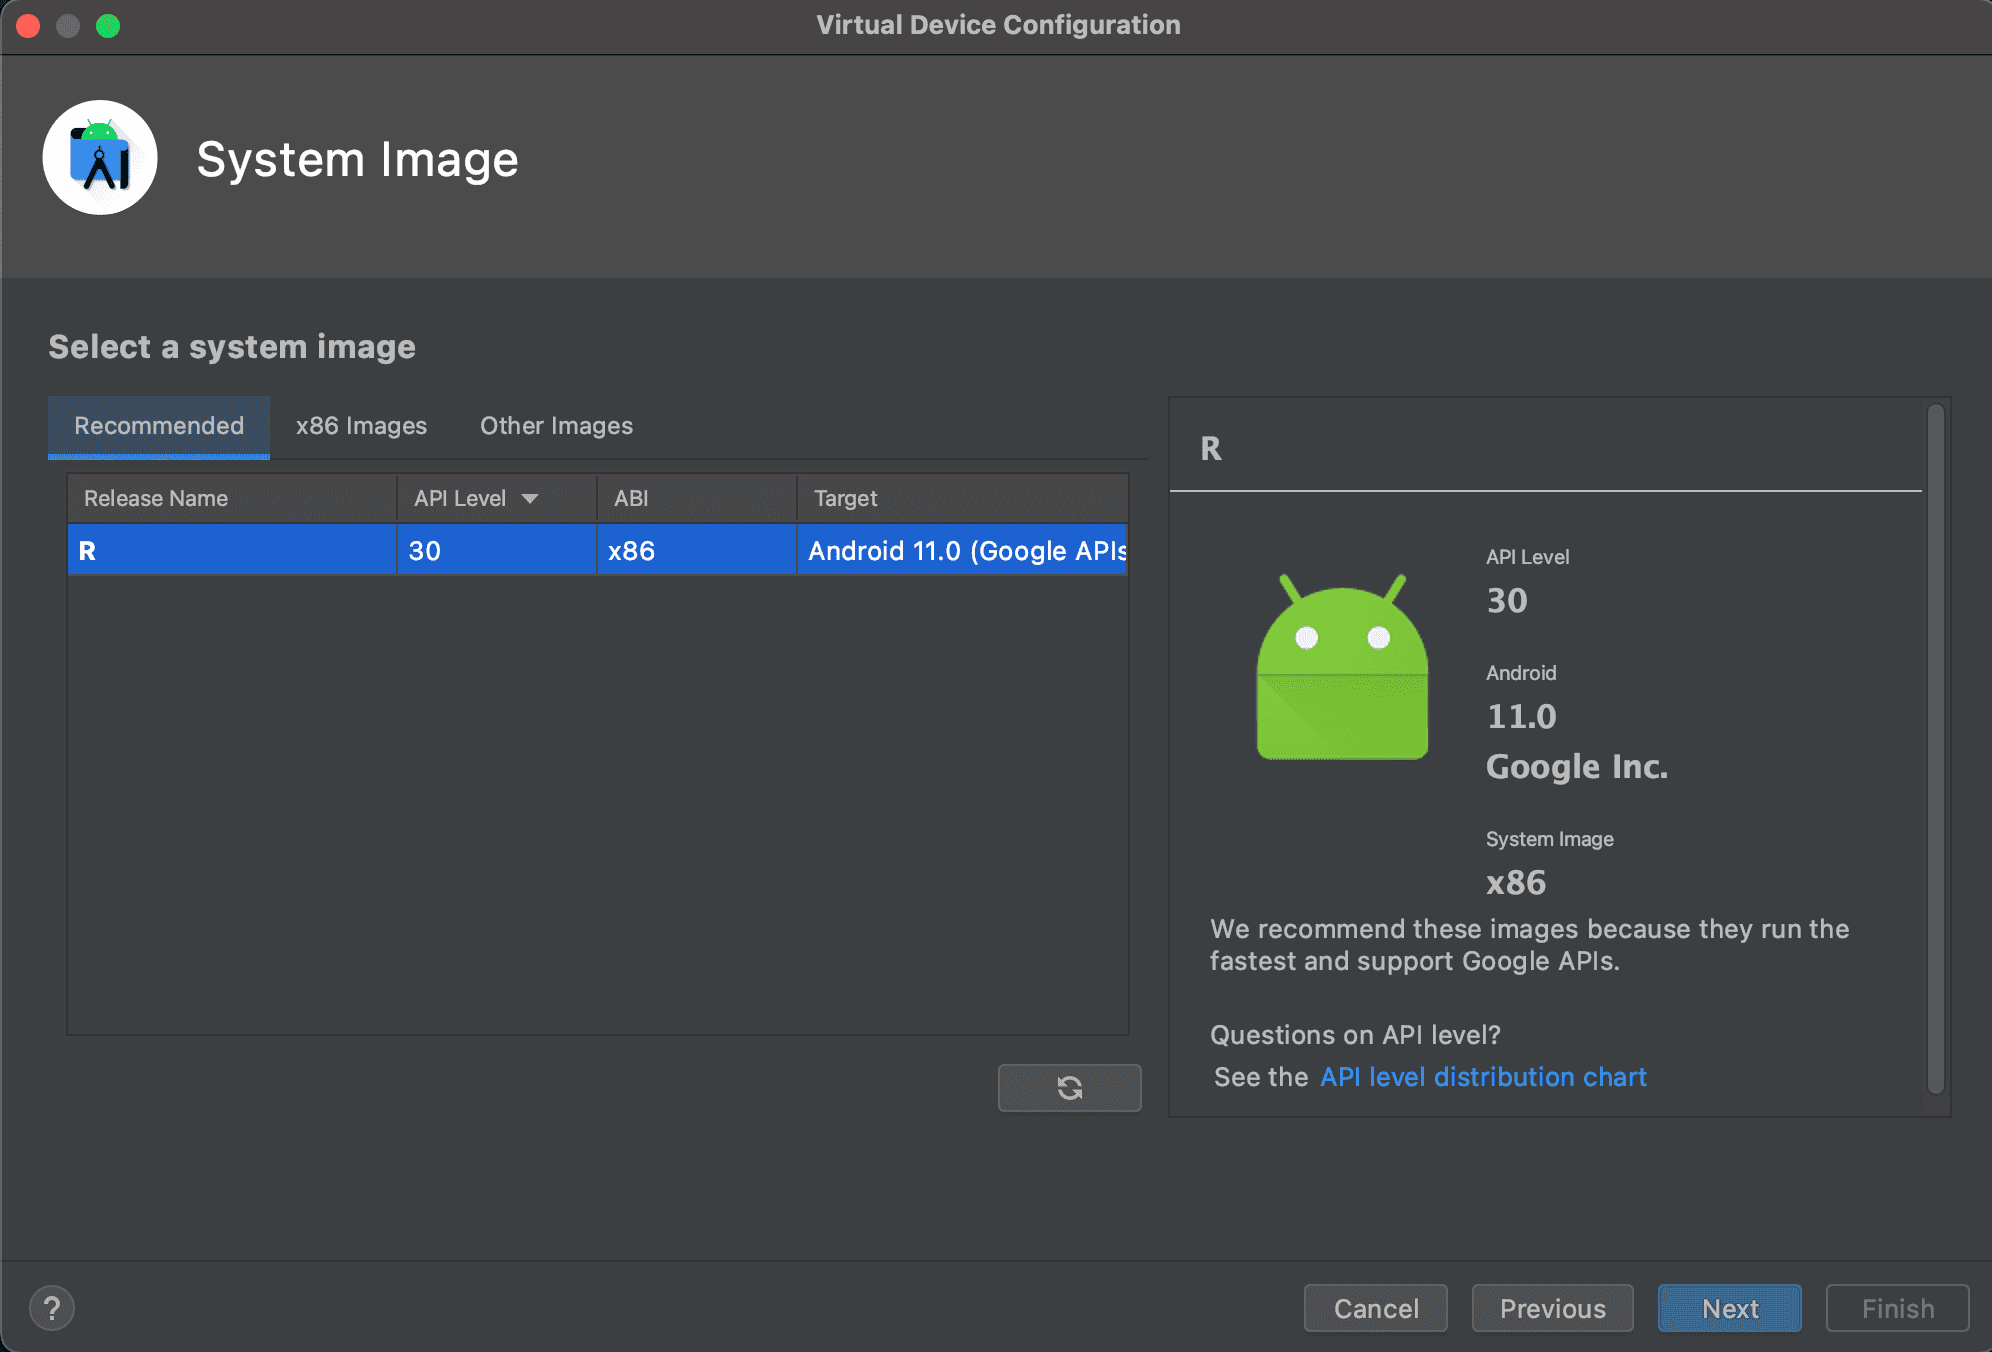 Virtual Device Configuration
System Image
Select a system image
Recommended x86 Images Other Images
Release Name API Level ABI Target
R 30 x86 Android 11.0 (Google APIs
R
API Level
30
Android
11.0
Google Inc.
System Image
x86
We recommend these images because they run the
fastest and support Google APIs.
Questions on API level?
See the API level distribution chart
? Cancel Previous Next Finish